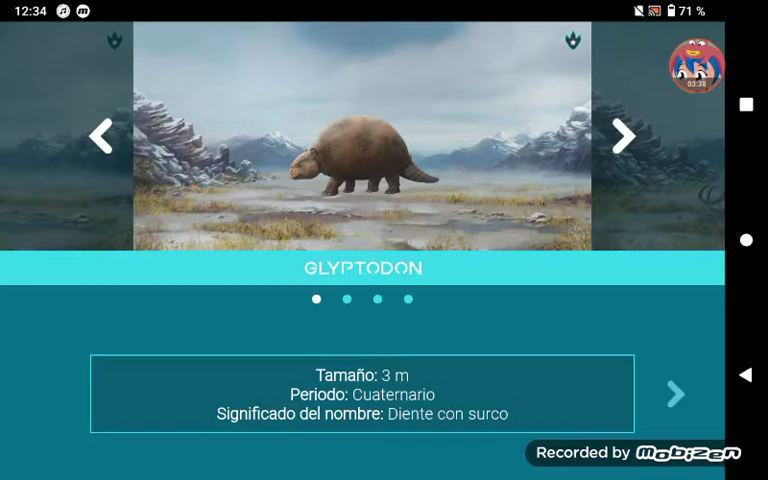 12:34
71 %
03:38
GLYPTODON
Tamaño: 3 m
Periodo: Cuaternario
Significado del nombre: Diente con surco
Recorded by Mobizen